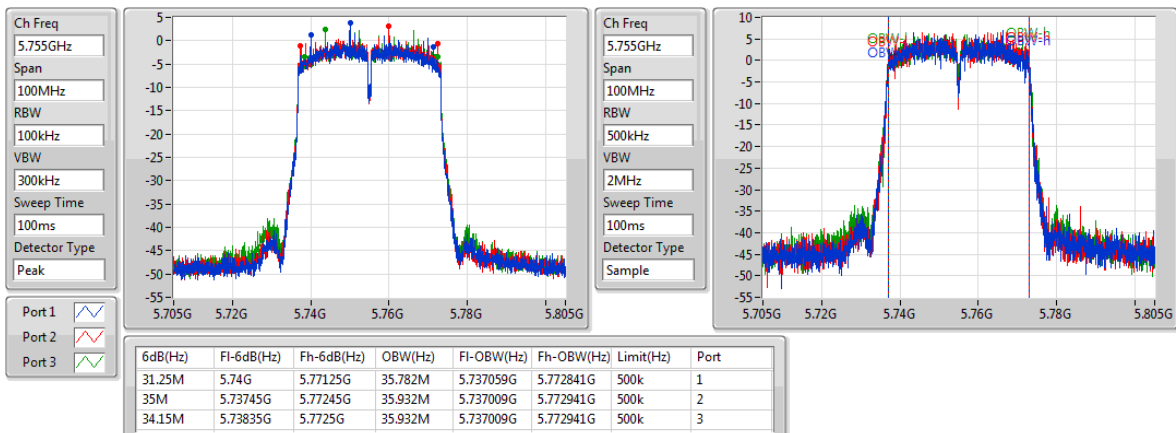 Ch Freq
5.755GHz
Span
100MHz
RBW
100kHz
VBW
300kHz
Sweep Time
100ms
Detector Type
Peak
Port 1
Port 2
Port 3
5
0
-5
-10
-15
-20
-25
-30
-35
-40
-45
-50
-55
5.705G 5.72G 5.74G 5.76G 5.78G 5.805G
Ch Freq
5.755GHz
Span
100MHz
RBW
500kHz
VBW
2MHz
Sweep Time
100ms
Detector Type
Sample
10
5
0
-5
-10
-15
-20
-25
-30
-35
-40
-45
-50
-55
5.705G 5.72G 5.74G 5.76G 5.78G 5.805G
6dB(Hz) Fl-6dB(Hz) Fh-6dB(Hz) OBW(Hz) Fl-OBW(Hz) Fh-OBW(Hz) Limit(Hz) Port
31.25M 5.74G 5.77125G 35.782M 5.737059G 5.772841G 500k 1
35M 5.73745G 5.77245G 35.932M 5.737009G 5.772941G 500k 2
34.15M 5.73835G 5.7725G 35.932M 5.737009G 5.772941G 500k 3